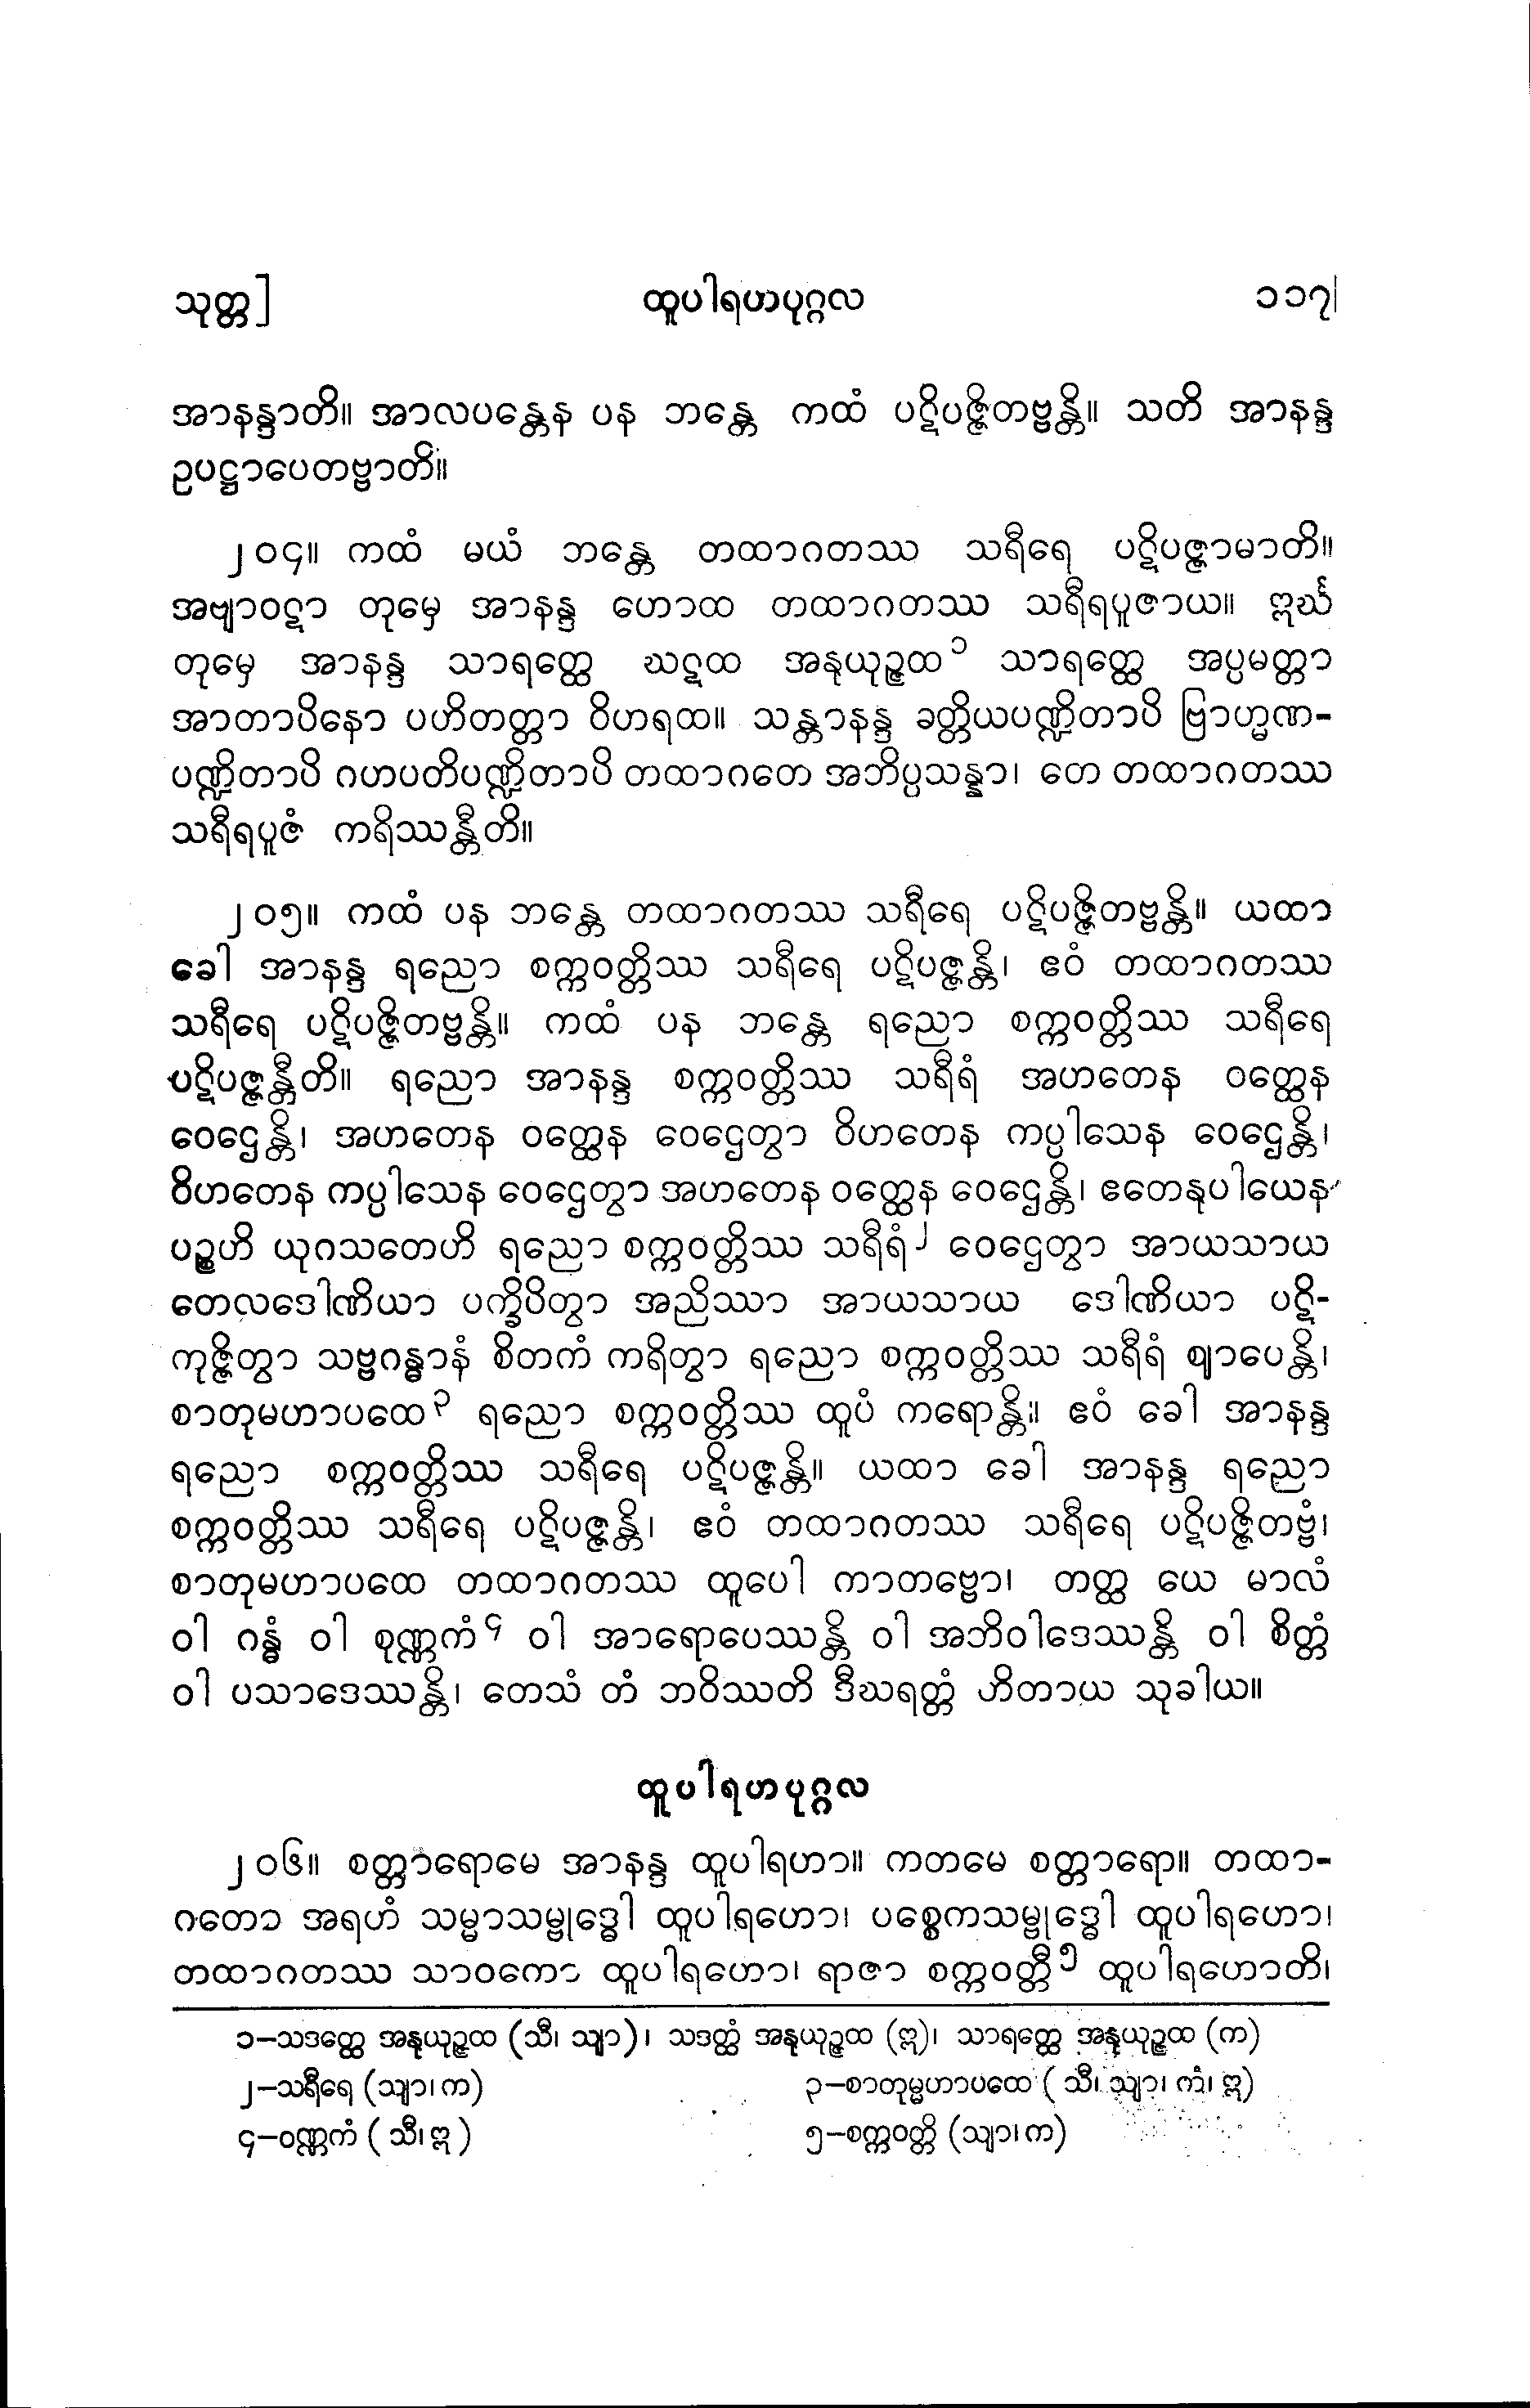 သုတ္တ] ထူပါရဟပုဂ္ဂလ ၁၁၇
အာနန္ဒာတိ။ အာလပန္တေန ပန ဘန္တေ ကထံ ပဋိပဇ္ဇိတဗ္ဗန္တိ။ သတိ အာနန္ဒ
ဥပဋ္ဌာပေတဗ္ဗာတိ။
၂၀၄။ ကထံ မယံ ဘန္တေ တထာဂတဿ သရီရေ ပဋိပဇ္ဇာမာတိ။
အဗျာဝဋာ တုမှေ အာနန္ဒ ဟောထ တထာဂတဿ သရီရပူဇာယ။ ဣင်္ဃ
တုမှေ အာနန္ဒ သာရတ္ထေ ဃဋထ အနုယုဉ္ဇထ၁ သာရတ္ထေ အပ္ပမတ္တာ
အာတာပိနော ပဟိတတ္တာ ဝိဟရထ။ သန္တာနန္ဒ ခတ္တိယပဏ္ဍိတာပိ ဗြာဟ္မဏ-
ပဏ္ဍိတာပိ ဂဟပတိပဏ္ဍိတာပိ တထာဂတေ အဘိပ္ပသန္နာ၊ တေ တထာဂတဿ
သရီရပူဇံ ကရိဿန္တီတိ။
၂၀၅။ ကထံ ပန ဘန္တေ တထာဂတဿ သရီရေ ပဋိပဇ္ဇိတဗ္ဗန္တိ။ ယထာ
ခေါ အာနန္ဒ ရညော စက္ကဝတ္တိဿ သရီရေ ပဋိပဇ္ဇန္တိ၊ ဧဝံ တထာဂတဿ
သရီရေ ပဋိပဇ္ဇိတဗ္ဗန္တိ။ ကထံ ပန ဘန္တေ ရညော စက္ကဝတ္တိဿ သရီရေ
ပဋိပဇ္ဇန္တီတိ။ ရညော အာနန္ဒ စက္ကဝတ္တိဿ သရီရံ အဟတေန ဝတ္ထေန
ဝေဌေန္တိ၊ အဟတေန ဝတ္ထေန ဝေဌေတွာ ဝိဟတေန ကပ္ပါသေန ဝေဌေန္တိ၊
ဝိဟတေန ကပ္ပါသေန ဝေဌေတွာ အဟတေန ဝတ္ထေန ဝေဌေန္တိ၊ ဧတေနုပါယေန
ပဉ္စဟိ ယုဂသတေဟိ ရညော စက္ကဝတ္တိဿ သရီရံ၂ ဝေဌေတွာ အာယသာယ
တေလဒေါဏိယာ ပက္ခိပိတွာ အညိဿာ အာယသာယ ဒေါဏိယာ ပဋိ-
ကုဇ္ဇိတွာ သဗ္ဗဂန္ဓာနံ စိတကံ ကရိတွာ ရညော စက္ကဝတ္တိဿ သရီရံ ဈာပေန္တိ၊
စာတုမဟာပထေ၃ ရညော စက္ကဝတ္တိဿ ထူပံ ကရောန္တိ။ ဧဝံ ခေါ အာနန္ဒ
ရညော စက္ကဝတ္တိဿ သရီရေ ပဋိပဇ္ဇန္တိ။ ယထာ ခေါ အာနန္ဒ ရညော
စက္ကဝတ္တိဿ သရီရေ ပဋိပဇ္ဇန္တိ၊ ဧဝံ တထာဂတဿ သရီရေ ပဋိပဇ္ဇိတဗ္ဗံ၊
စာတုမဟာပထေ တထာဂတဿ ထူပေါ ကာတဗ္ဗော၊ တတ္ထ ယေ မာလံ
ဝါ ဂန္ဓံ ဝါ စုဏ္ဏကံ၄ ဝါ အာရောပေဿန္တိ ဝါ အဘိဝါဒေဿန္တိ ဝါ စိတ္တံ
ဝါ ပသာဒေဿန္တိ၊ တေသံ တံ ဘဝိဿတိ ဒီဃရတ္တံ ဟိတာယ သုခါယ။
ထူပါရဟပုဂ္ဂလ
၂၀၆။ စတ္တာရောမေ အာနန္ဒ ထူပါရဟာ။ ကတမေ စတ္တာရော။ တထာ-
ဂတော အရဟံ သမ္မာသမ္ဗုဒ္ဓေါ ထူပါရဟော၊ ပစ္စေကသမ္ဗုဒ္ဓေါ ထူပါရဟော၊
တထာဂတဿ သာဝကော ထူပါရဟော၊ ရာဇာ စက္ကဝတ္တီ၅ ထူပါရဟောတိ၊
၁–သဒတ္ထေ အနုယုဉ္ဇထ (သီ၊ သျာ)၊ သဒတ္ထံ အနုယုဉ္ဇထ (ဣ)၊ သာရတ္ထေ အနုယုဉ္ဇထ (က)
၂–သရီရေ (သျာ၊ က) ၃–စာတုမ္မဟာပထေ (သီ၊ သျာ၊ ကံ၊ ဣ)
၄–ဝဏ္ဏကံ (သီ၊ ဣ) ၅–စက္ကဝတ္တိ (သျာ၊ က)